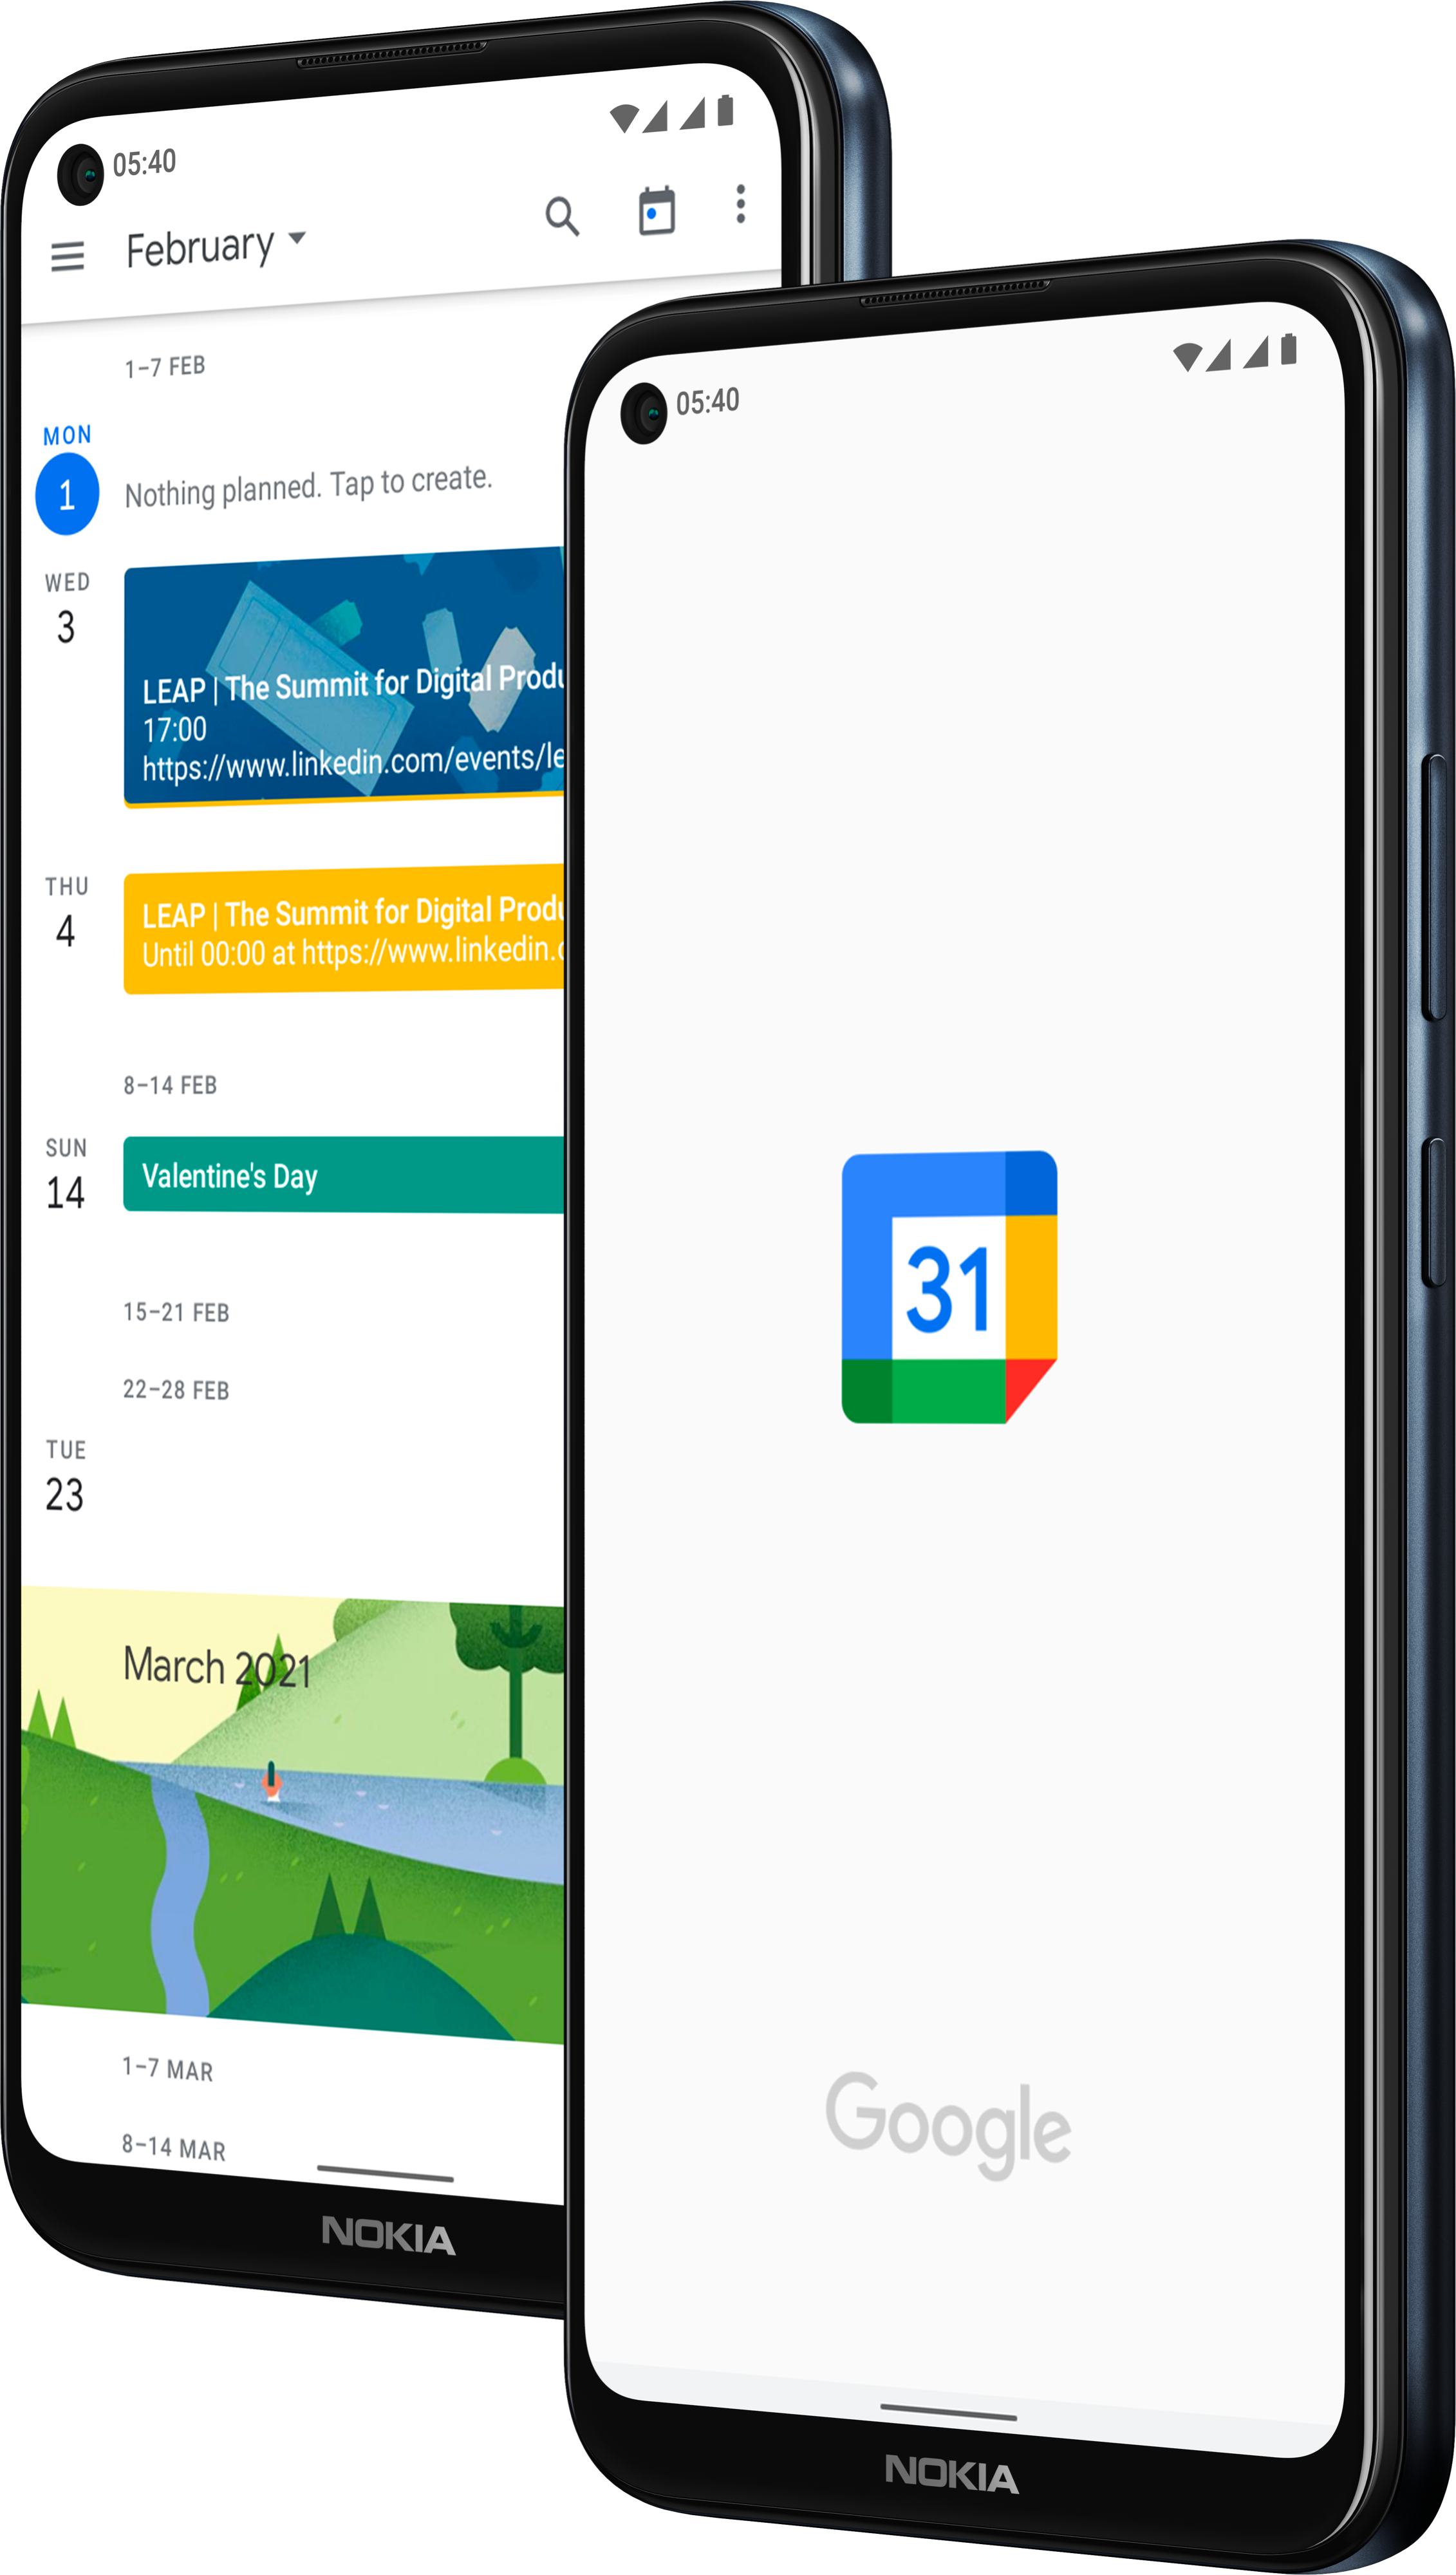 05:40
February
1–7 FEB
MON
1
Nothing planned. Tap to create.
WED
3
LEAP | The Summit for Digital Produ
17:00
https://www.linkedin.com/events/le
THU
4
LEAP | The Summit for Digital Produ
Until 00:00 at https://www.linkedin.c
8–14 FEB
SUN
14
Valentine's Day
15–21 FEB
22–28 FEB
TUE
23
March 2021
1–7 MAR
8–14 MAR
NOKIA
05:40
31
Google
NOKIA